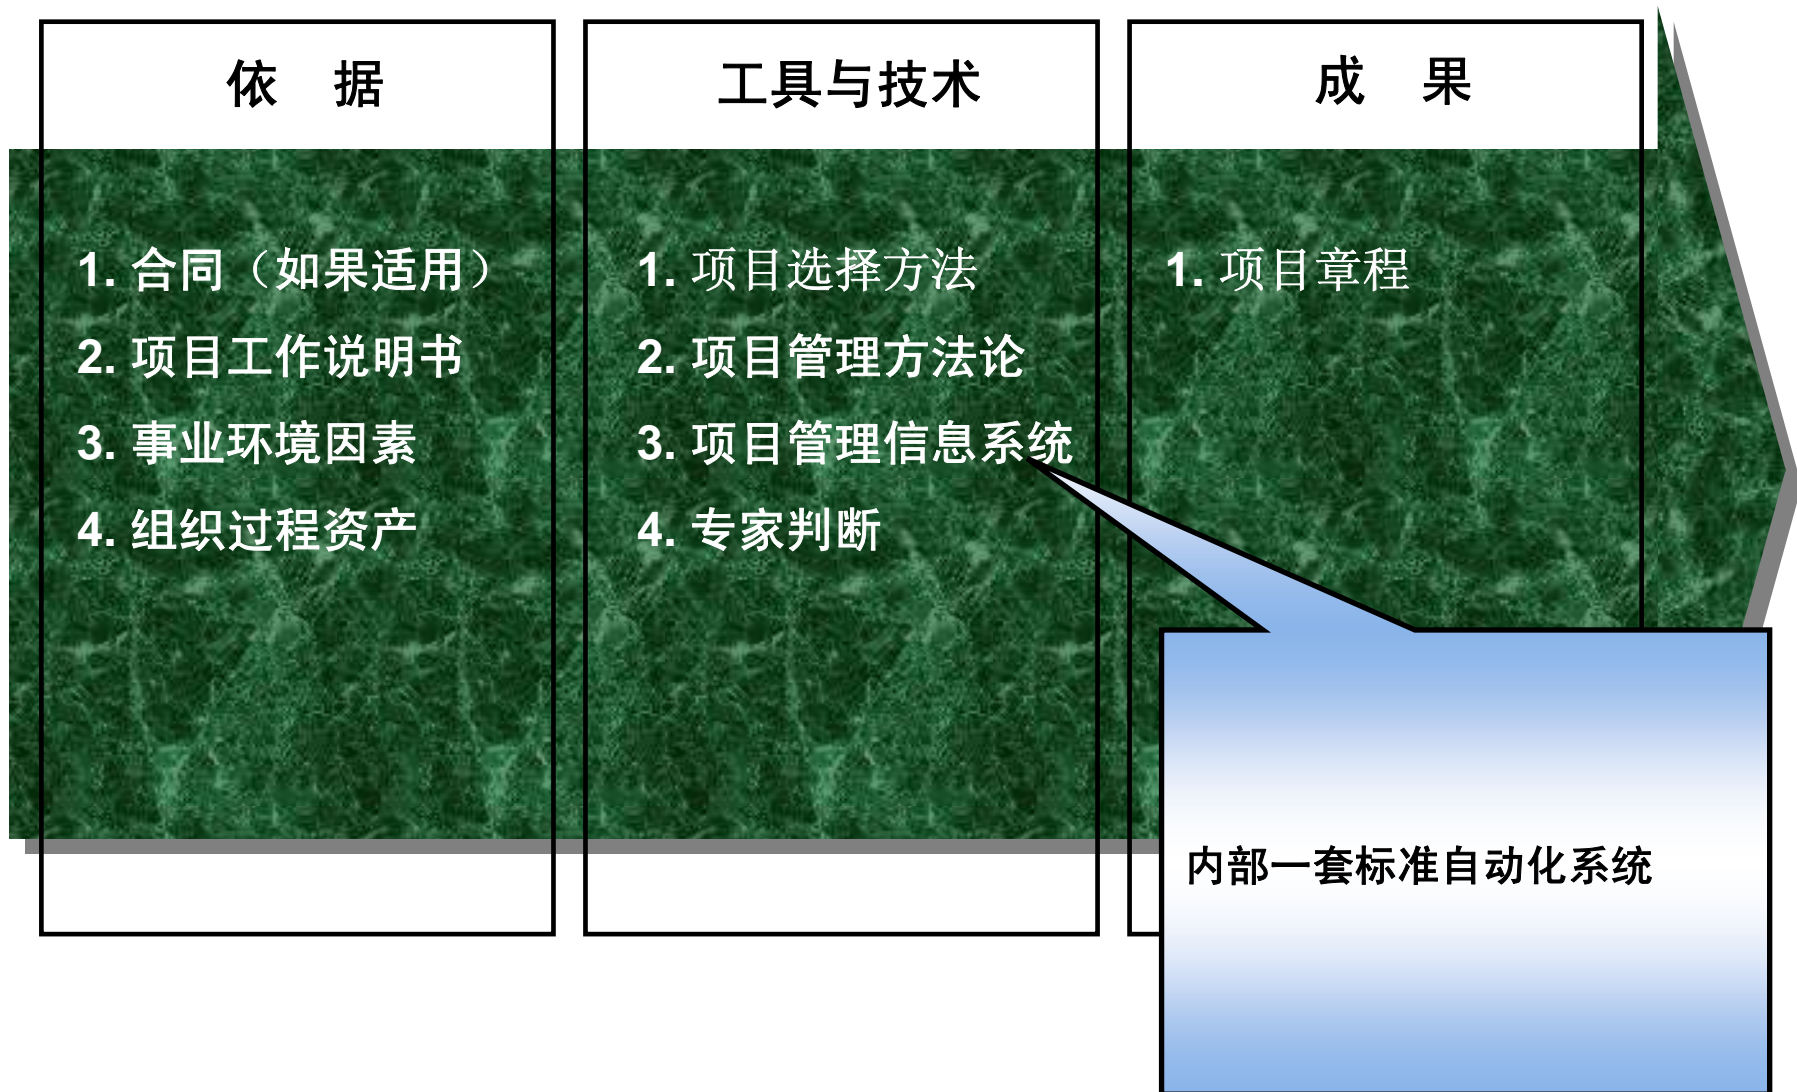 依 据
1. 合同（如果适用）
2. 项目工作说明书
3. 事业环境因素
4. 组织过程资产
工具与技术
1. 项目选择方法
2. 项目管理方法论
3. 项目管理信息系统
4. 专家判断
成 果
1. 项目章程
内部一套标准自动化系统